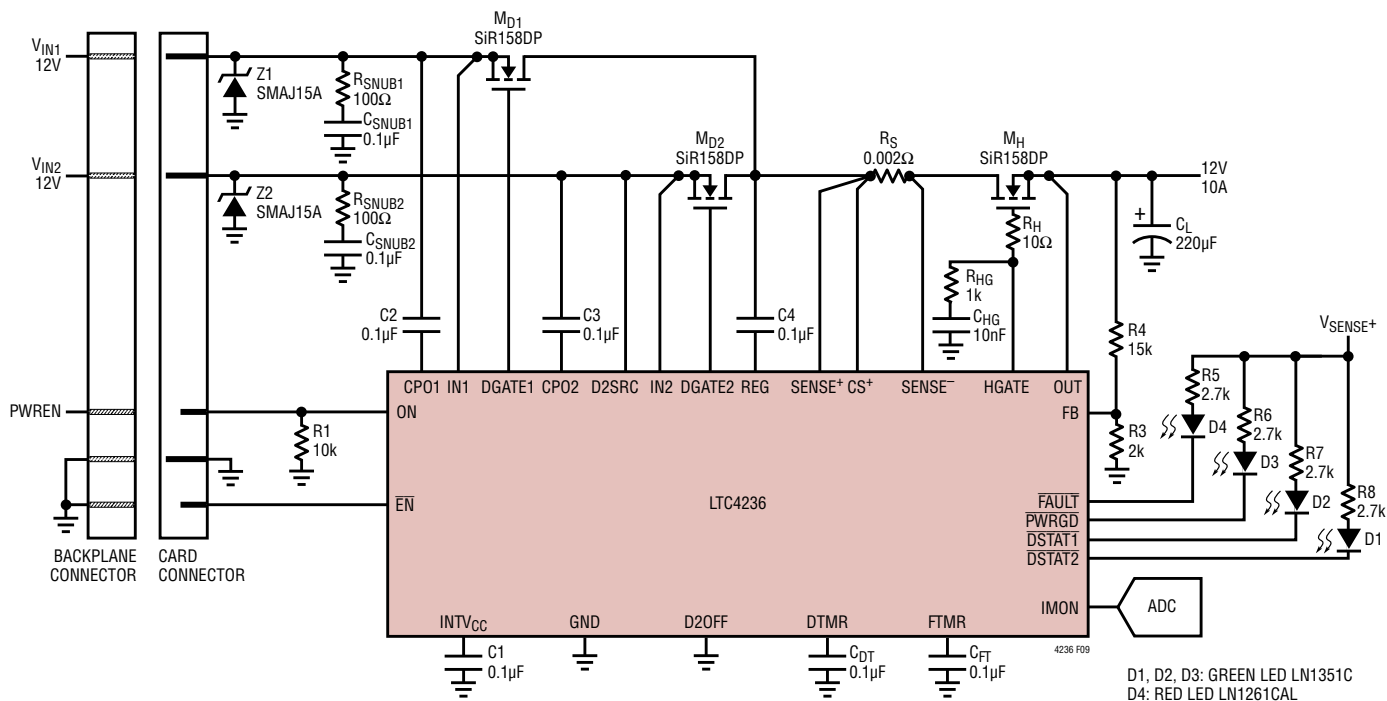 V_IN1
12V
Z1
SMAJ15A
R_SNUB1
100Ω
C_SNUB1
0.1µF
M_D1
SiR158DP
V_IN2
12V
Z2
SMAJ15A
R_SNUB2
100Ω
C_SNUB2
0.1µF
M_D2
SiR158DP
R_S
0.002Ω
M_H
SiR158DP
12V
10A
R_H
10Ω
+
C_L
220µF
R_HG
1k
C_HG
10nF
C2
0.1µF
C3
0.1µF
C4
0.1µF
R4
15k
V_SENSE+
CPO1 IN1 DGATE1 CPO2 D2SRC IN2 DGATE2 REG SENSE+ CS+ SENSE− HGATE OUT
PWREN
ON
R1
10k
FB
R3
2k
R5
2.7k
D4
R6
2.7k
D3
R7
2.7k
D2
R8
2.7k
D1
EN
LTC4236
FAULT
PWRGD
DSTAT1
DSTAT2
BACKPLANE
CONNECTOR
CARD
CONNECTOR
IMON
ADC
INTV_CC GND D2OFF DTMR FTMR
C1
0.1µF
C_DT
0.1µF
C_FT
0.1µF
4236 F09
D1, D2, D3: GREEN LED LN1351C
D4: RED LED LN1261CAL